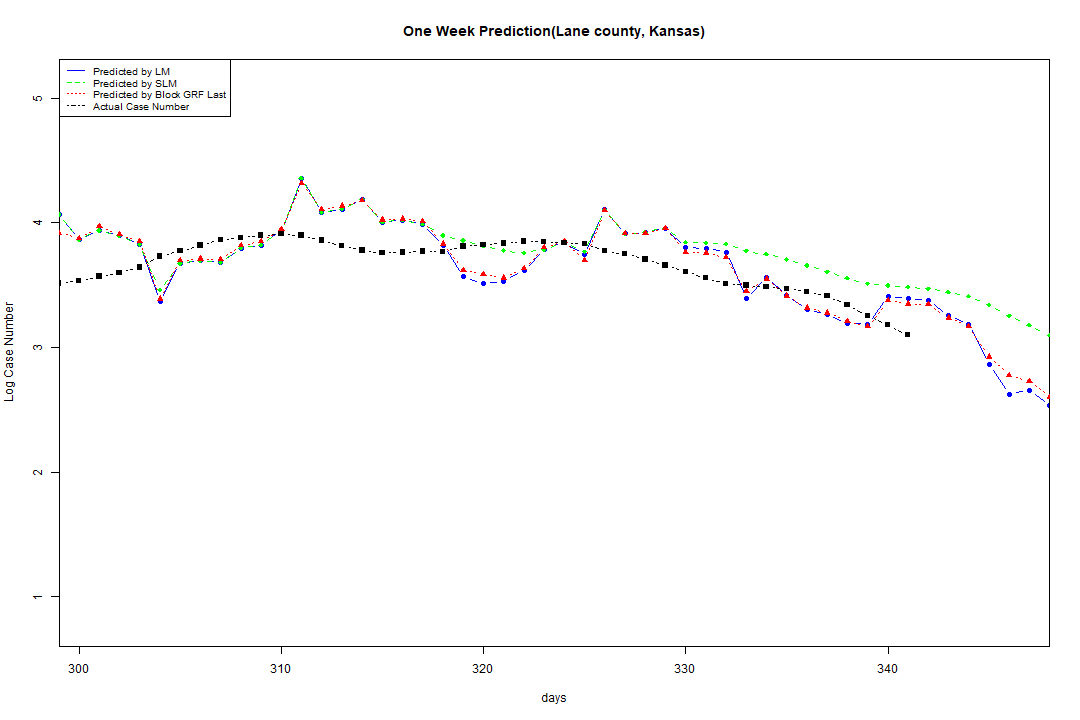 One Week Prediction(Lane county, Kansas)
Predicted by LM
Predicted by SLM
Predicted by Block GRF Last
Actual Case Number
5
4
3
2
1
Log Case Number
300 310 320 330 340
days